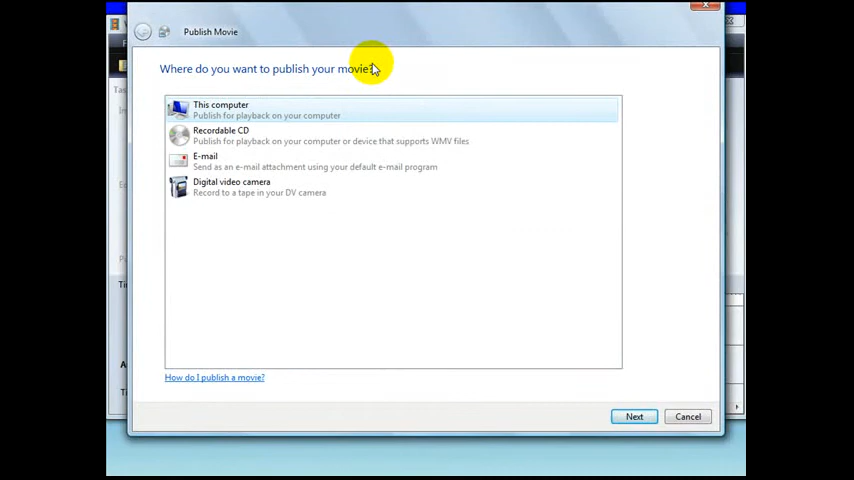 Publish Movie
Where do you want to publish your movie?
This computer
Publish for playback on your computer
Recordable CD
Publish for playback on your computer or device that supports WMV files
E-mail
Send as an e-mail attachment using your default e-mail program
Digital video camera
Record to a tape in your DV camera
How do I publish a movie?
Next
Cancel